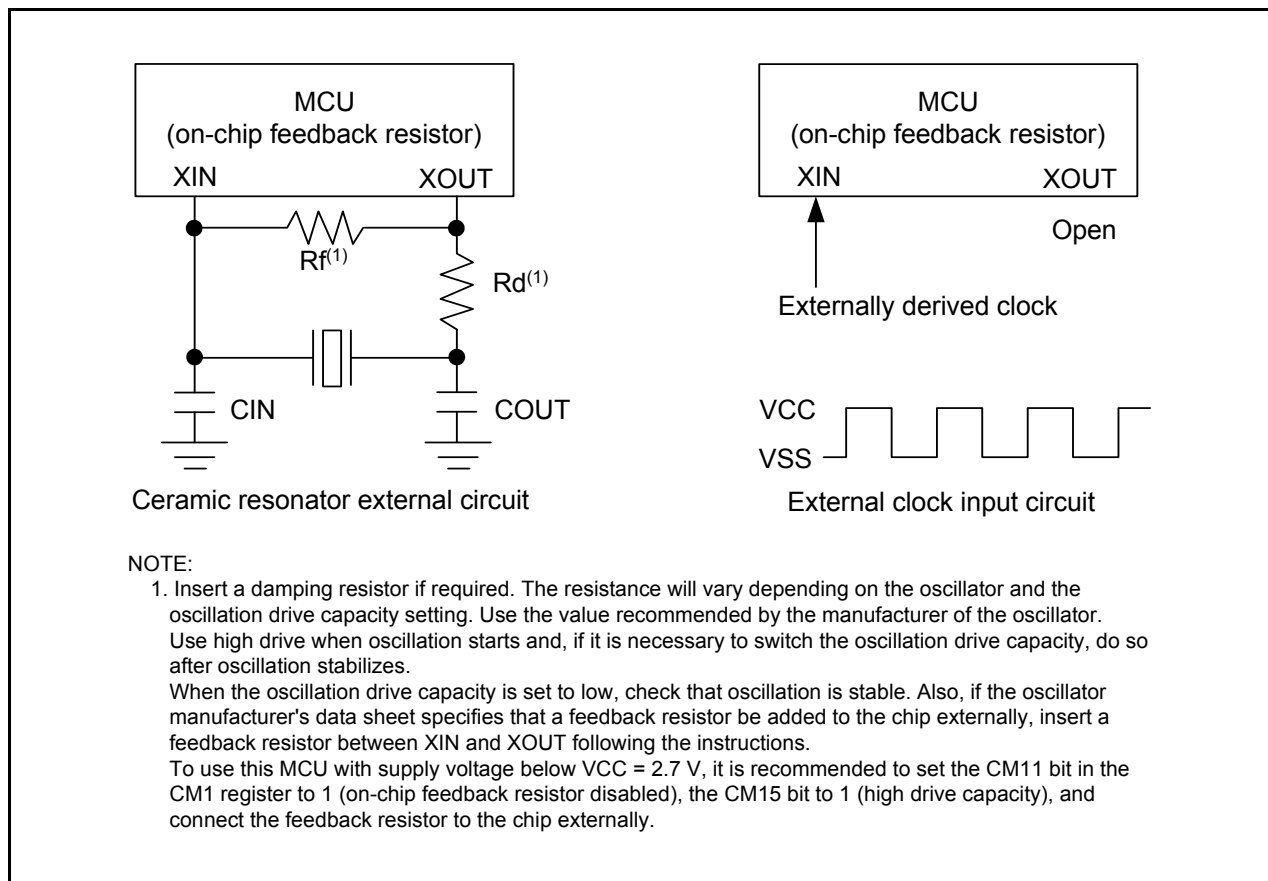 MCU
(on-chip feedback resistor)
XIN XOUT
Rf(1)
Rd(1)
CIN COUT
Ceramic resonator external circuit
MCU
(on-chip feedback resistor)
XIN XOUT
Open
Externally derived clock
VCC
VSS
External clock input circuit
NOTE:
1. Insert a damping resistor if required. The resistance will vary depending on the oscillator and the
oscillation drive capacity setting. Use the value recommended by the manufacturer of the oscillator.
Use high drive when oscillation starts and, if it is necessary to switch the oscillation drive capacity, do so
after oscillation stabilizes.
When the oscillation drive capacity is set to low, check that oscillation is stable. Also, if the oscillator
manufacturer's data sheet specifies that a feedback resistor be added to the chip externally, insert a
feedback resistor between XIN and XOUT following the instructions.
To use this MCU with supply voltage below VCC = 2.7 V, it is recommended to set the CM11 bit in the
CM1 register to 1 (on-chip feedback resistor disabled), the CM15 bit to 1 (high drive capacity), and
connect the feedback resistor to the chip externally.